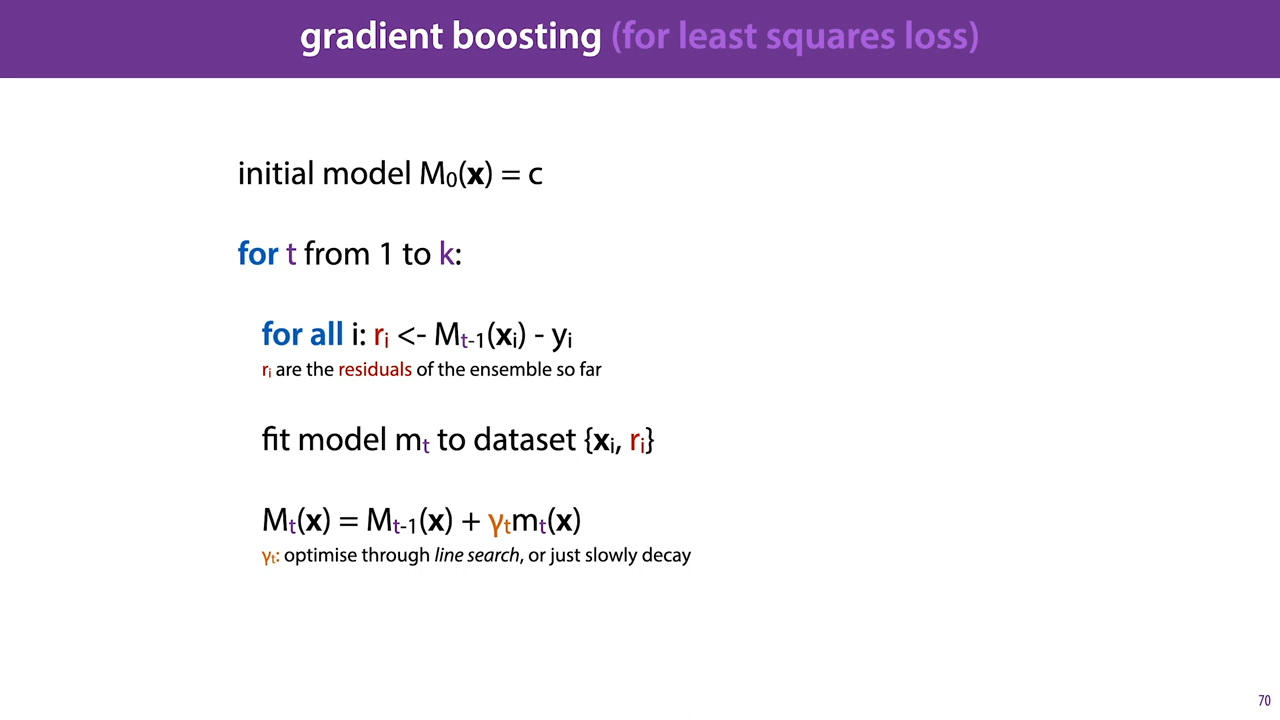 gradient boosting (for least squares loss)
initial model M₀(x) = c
for t from 1 to k:
for all i: rᵢ <- Mₜ₋₁(xᵢ) - yᵢ
rᵢ are the residuals of the ensemble so far
fit model mₜ to dataset {xᵢ, rᵢ}
Mₜ(x) = Mₜ₋₁(x) + γₜmₜ(x)
γₜ: optimise through line search, or just slowly decay
70